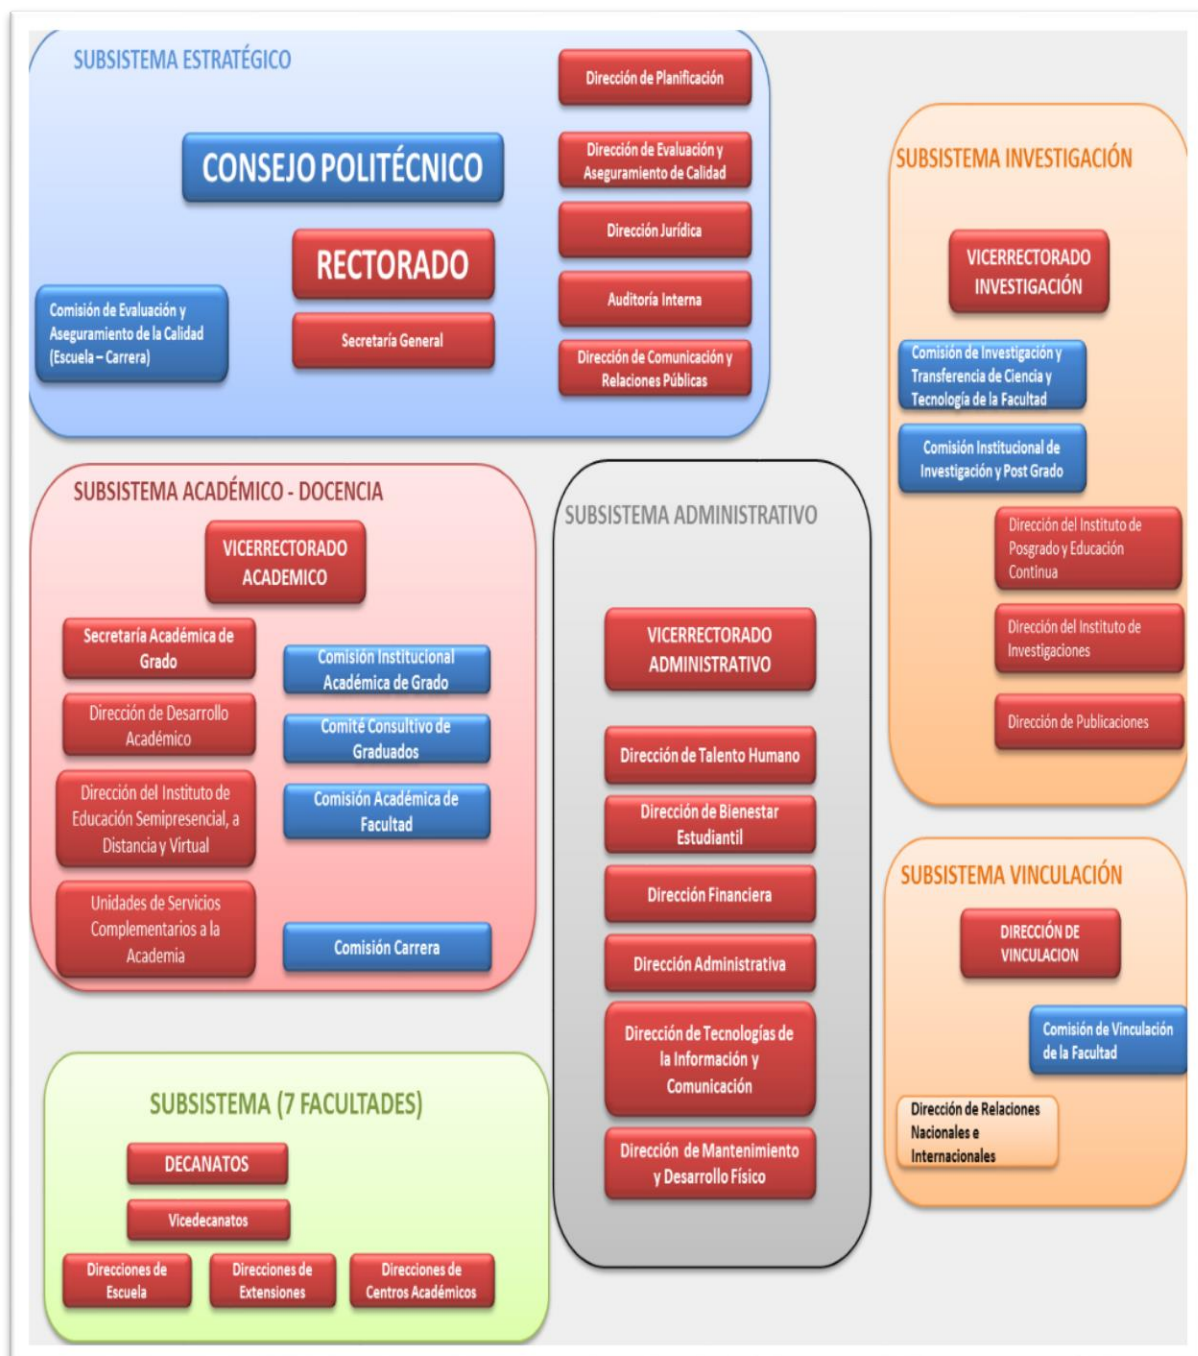 SUBSISTEMA ESTRATÉGICO
CONSEJO POLITÉCNICO
RECTORADO
Secretaría General
Comisión de Evaluación y
Aseguramiento de la Calidad
(Escuela – Carrera)
Dirección de Planificación
Dirección de Evaluación y
Aseguramiento de Calidad
Dirección Jurídica
Auditoría Interna
Dirección de Comunicación y
Relaciones Públicas
SUBSISTEMA INVESTIGACIÓN
VICERRECTORADO
INVESTIGACIÓN
Comisión de Investigación y
Transferencia de Ciencia y
Tecnología de la Facultad
Comisión Institucional de
Investigación y Post Grado
Dirección del Instituto de
Posgrado y Educación
Continua
Dirección del Instituto de
Investigaciones
Dirección de Publicaciones
SUBSISTEMA ACADÉMICO - DOCENCIA
VICERRECTORADO
ACADEMICO
Secretaría Académica de
Grado
Dirección de Desarrollo
Académico
Dirección del Instituto de
Educación Semipresencial, a
Distancia y Virtual
Unidades de Servicios
Complementarios a la
Academia
Comisión Institucional
Académica de Grado
Comité Consultivo de
Graduados
Comisión Académica de
Facultad
Comisión Carrera
SUBSISTEMA ADMINISTRATIVO
VICERRECTORADO
ADMINISTRATIVO
Dirección de Talento Humano
Dirección de Bienestar
Estudiantil
Dirección Financiera
Dirección Administrativa
Dirección de Tecnologías de
la Información y
Comunicación
Dirección de Mantenimiento
y Desarrollo Físico
SUBSISTEMA VINCULACIÓN
DIRECCIÓN DE
VINCULACION
Comisión de Vinculación
de la Facultad
Dirección de Relaciones
Nacionales e
Internacionales
SUBSISTEMA (7 FACULTADES)
DECANATOS
Vicedecanatos
Direcciones de
Escuela
Direcciones de
Extensiones
Direcciones de
Centros Académicos